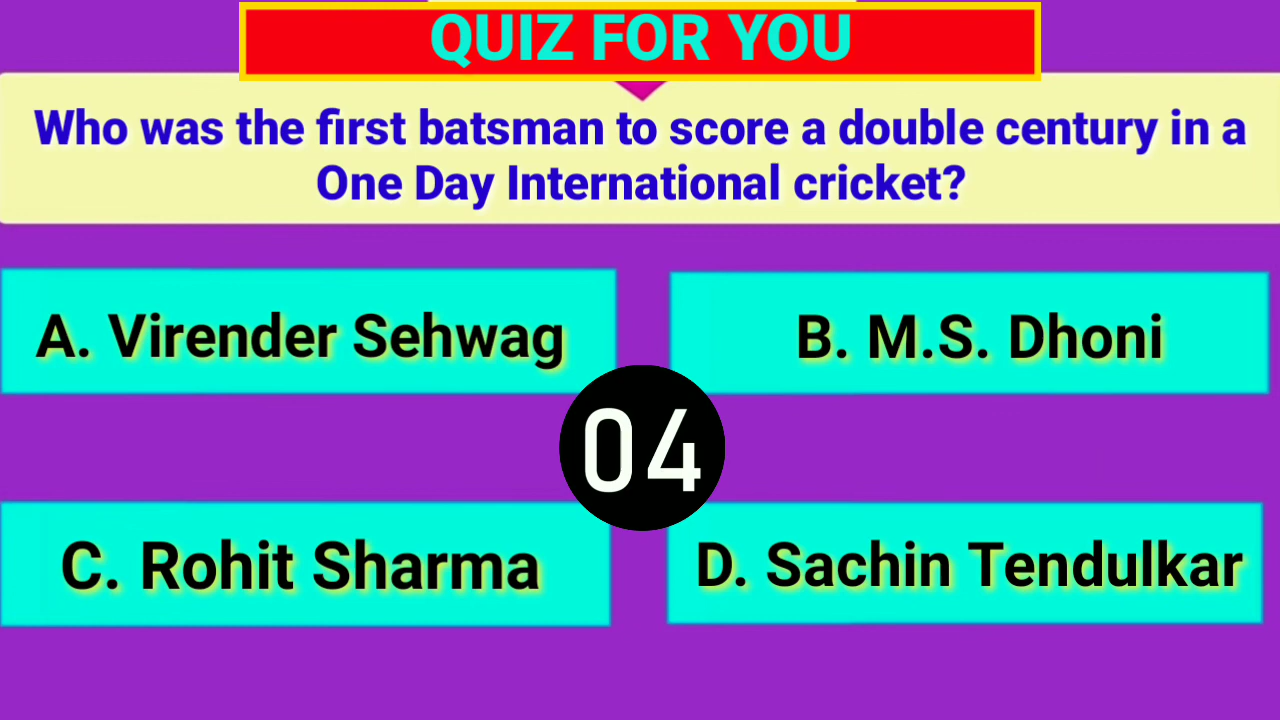 QUIZ FOR YOU
Who was the first batsman to score a double century in a
One Day International cricket?
A. Virender Sehwag
B. M.S. Dhoni
04
C. Rohit Sharma
D. Sachin Tendulkar